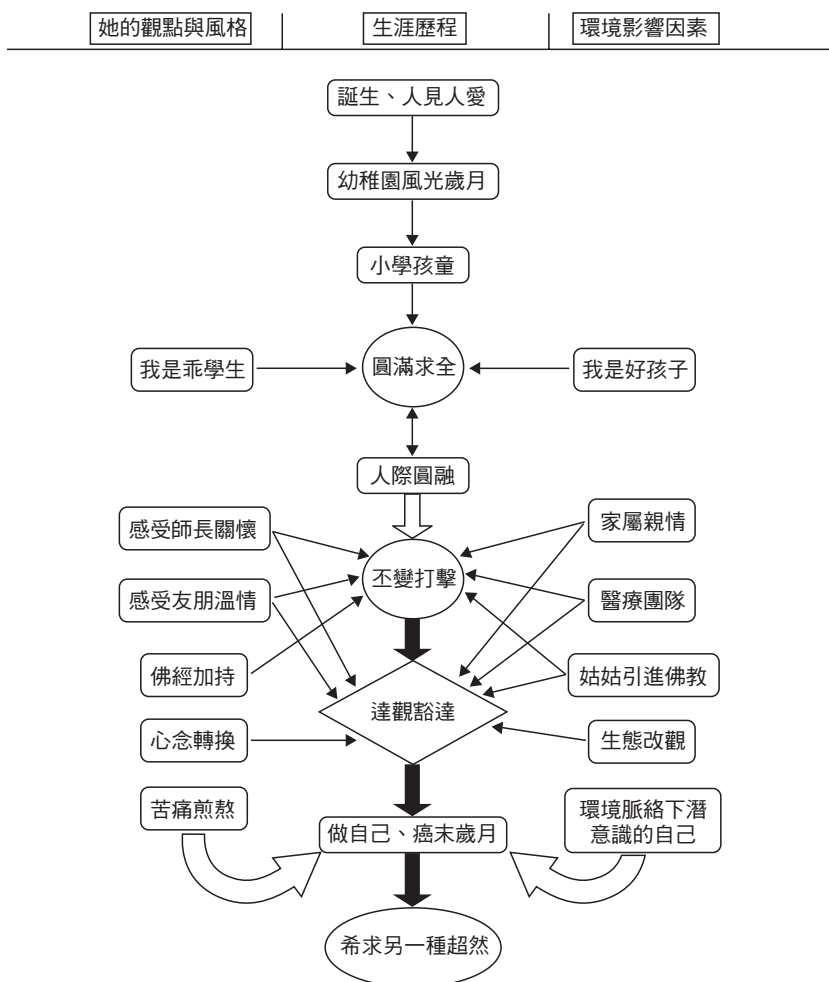 她的觀點與風格
生涯歷程
環境影響因素
誕生、人見人愛
幼稚園風光歲月
小學孩童
我是乖學生
圓滿求全
我是好孩子
人際圓融
感受師長關懷
家屬親情
丕變打擊
感受友朋溫情
醫療團隊
佛經加持
姑姑引進佛教
達觀豁達
心念轉換
生態改觀
苦痛煎熬
做自己、癌末歲月
環境脈絡下潛
意識的自己
希求另一種超然